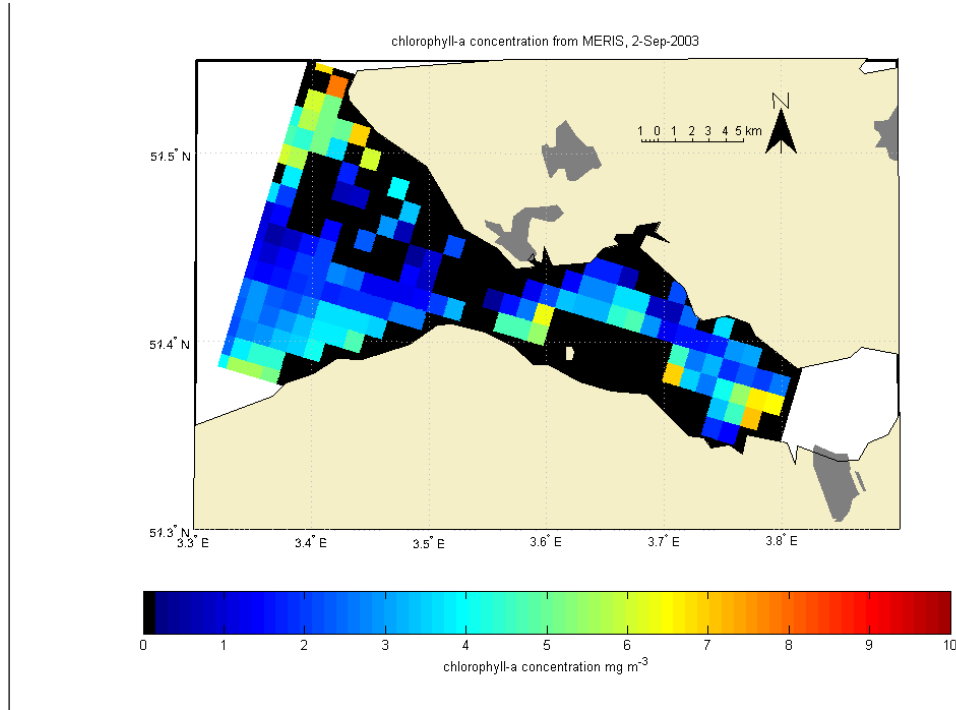 chlorophyll-a concentration from MERIS, 2-Sep-2003
N
1 0 1 2 3 4 5 km
51.5° N
51.4° N
51.3° N
3.3° E 3.4° E 3.5° E 3.6° E 3.7° E 3.8° E
0 1 2 3 4 5 6 7 8 9 10
chlorophyll-a concentration mg m⁻³